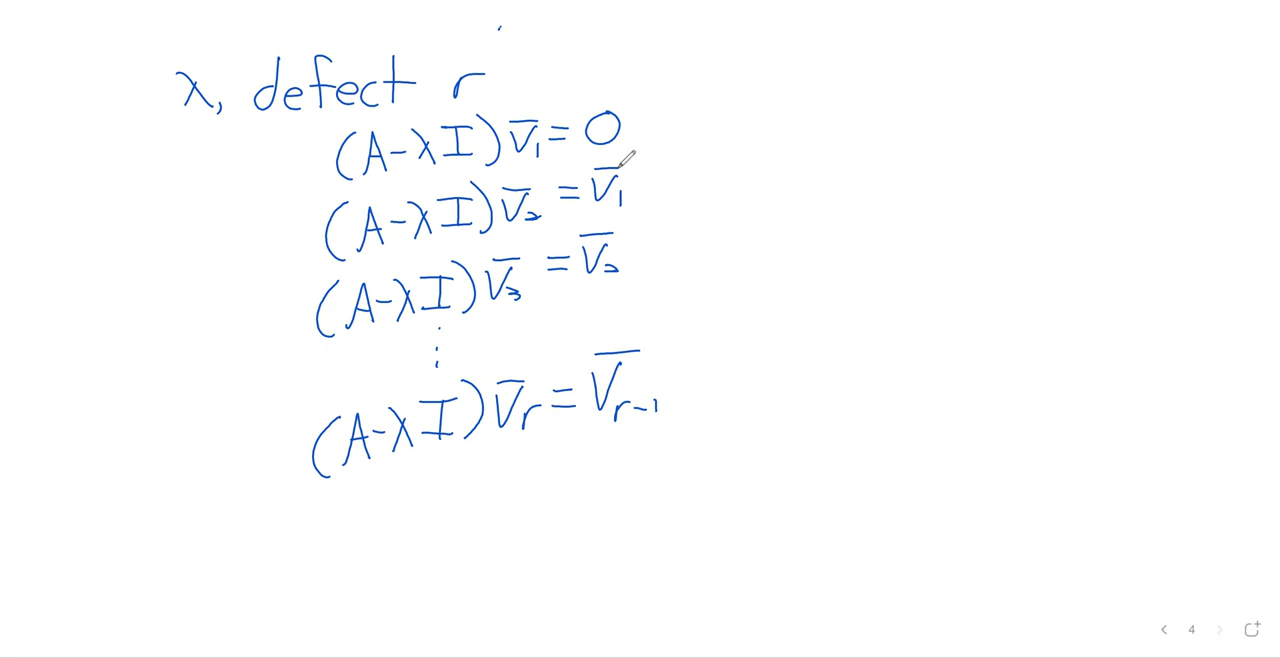 λ, defect r
(A-λI)v̅₁ = 0
(A-λI)v̅₂ = v̅₁
(A-λI)v̅₃ = v̅₂
⋮
(A-λI)v̅ᵣ = v̅ᵣ₋₁
4